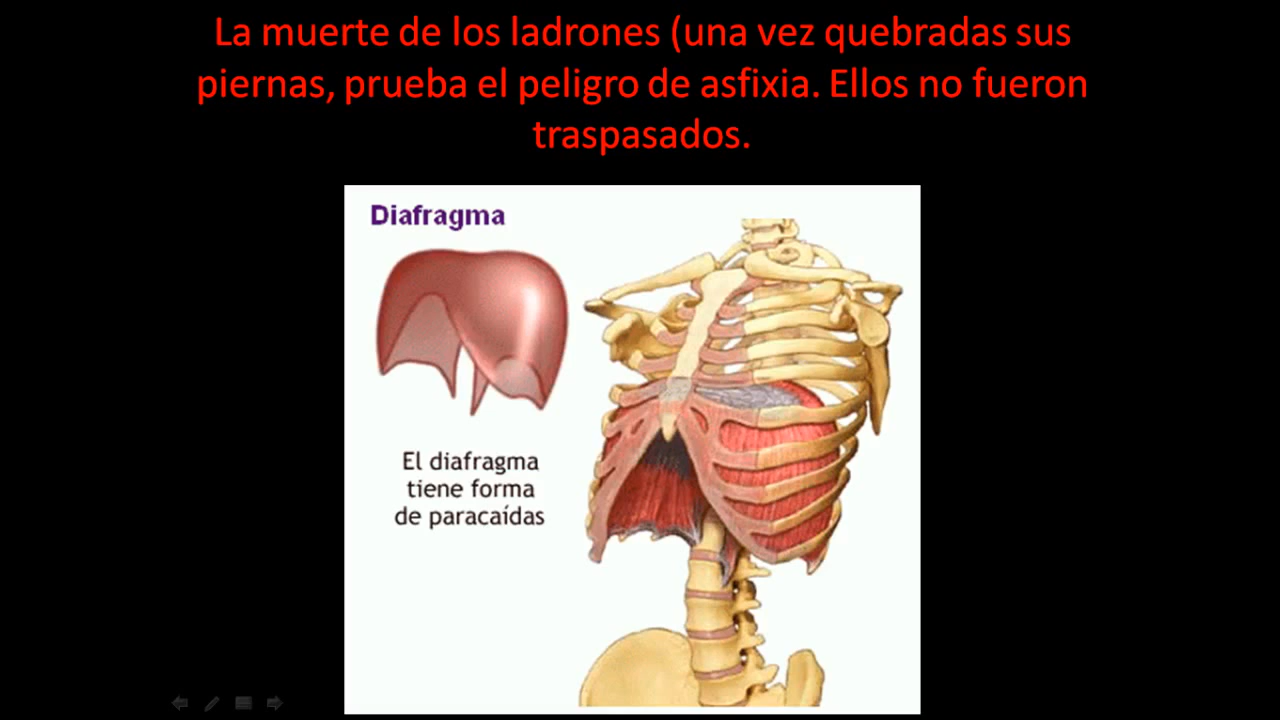 La muerte de los ladrones (una vez quebradas sus
piernas, prueba el peligro de asfixia. Ellos no fueron
traspasados.
Diafragma
El diafragma
tiene forma
de paracaídas